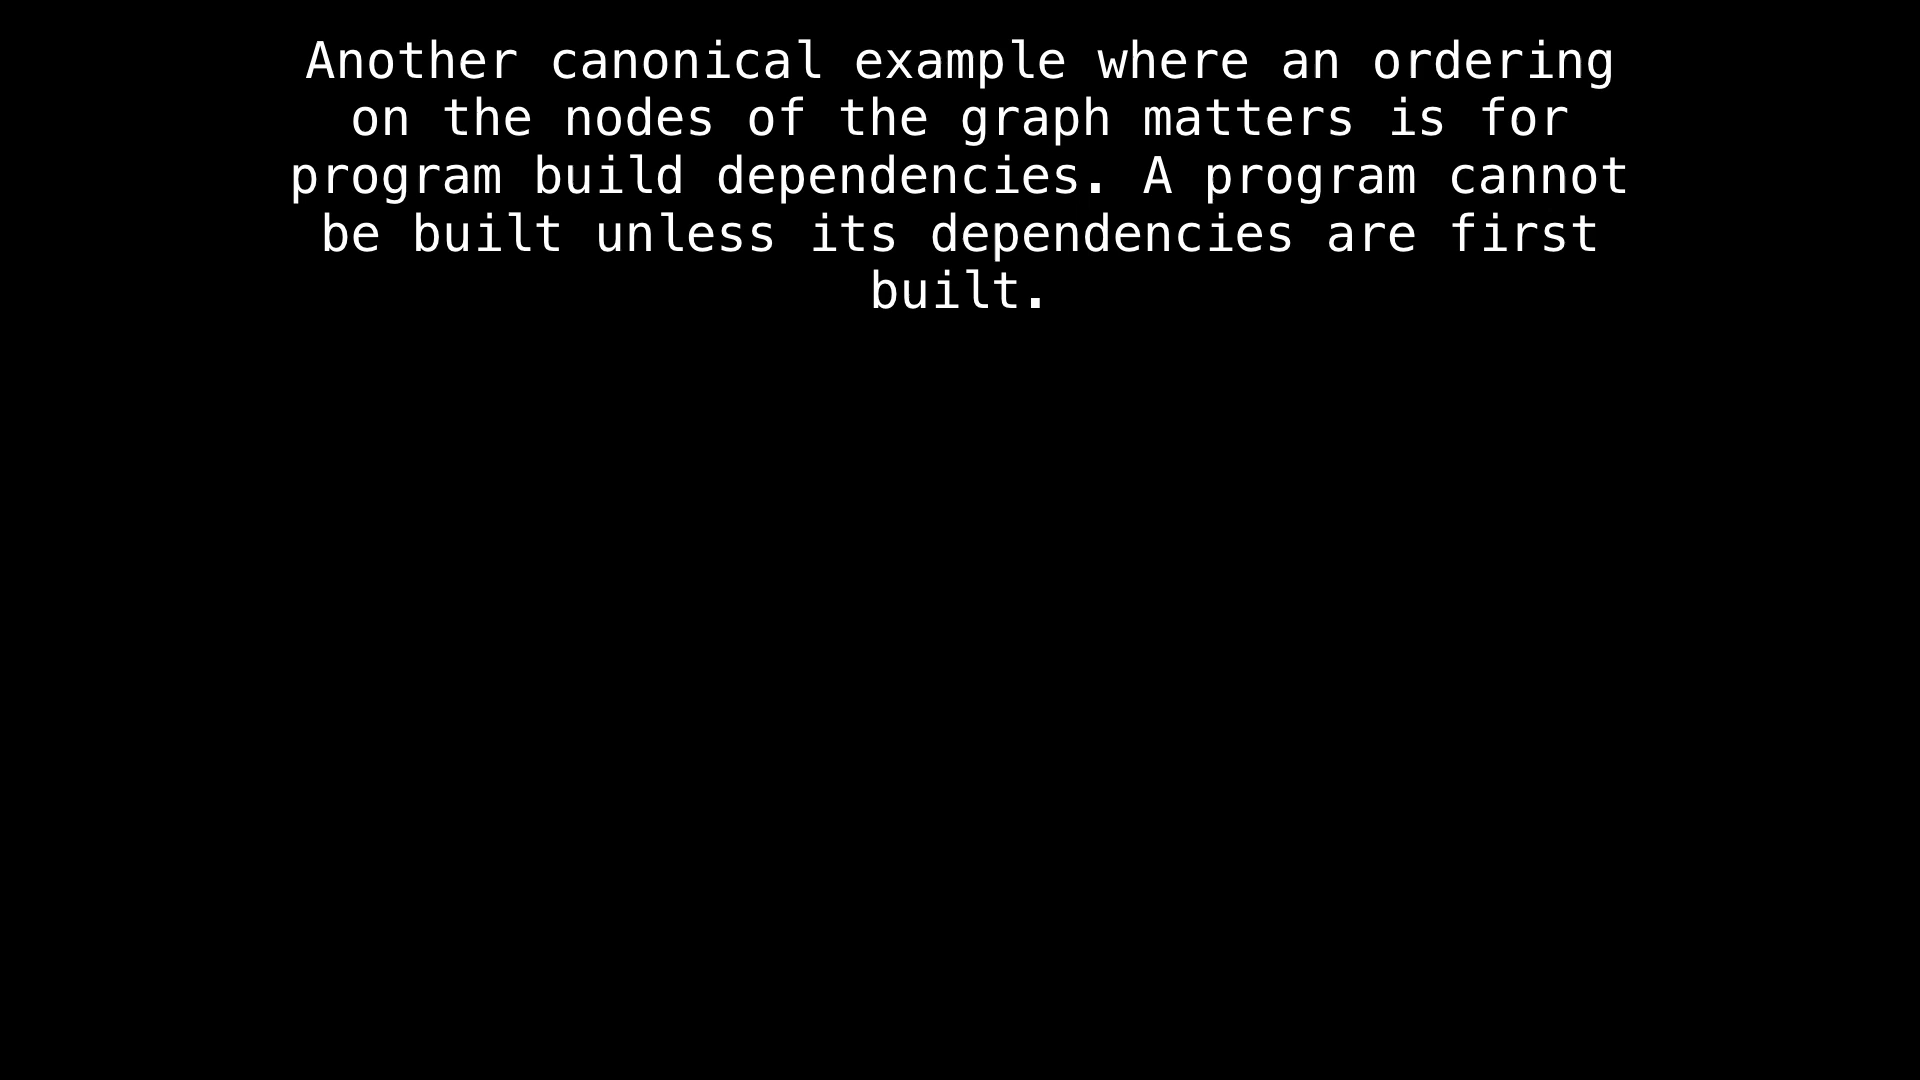 Another canonical example where an ordering
on the nodes of the graph matters is for
program build dependencies. A program cannot
be built unless its dependencies are first
built.